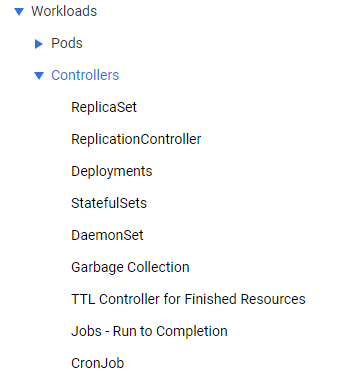 Workloads
Pods
Controllers
ReplicaSet
ReplicationController
Deployments
StatefulSets
DaemonSet
Garbage Collection
TTL Controller for Finished Resources
Jobs - Run to Completion
CronJob